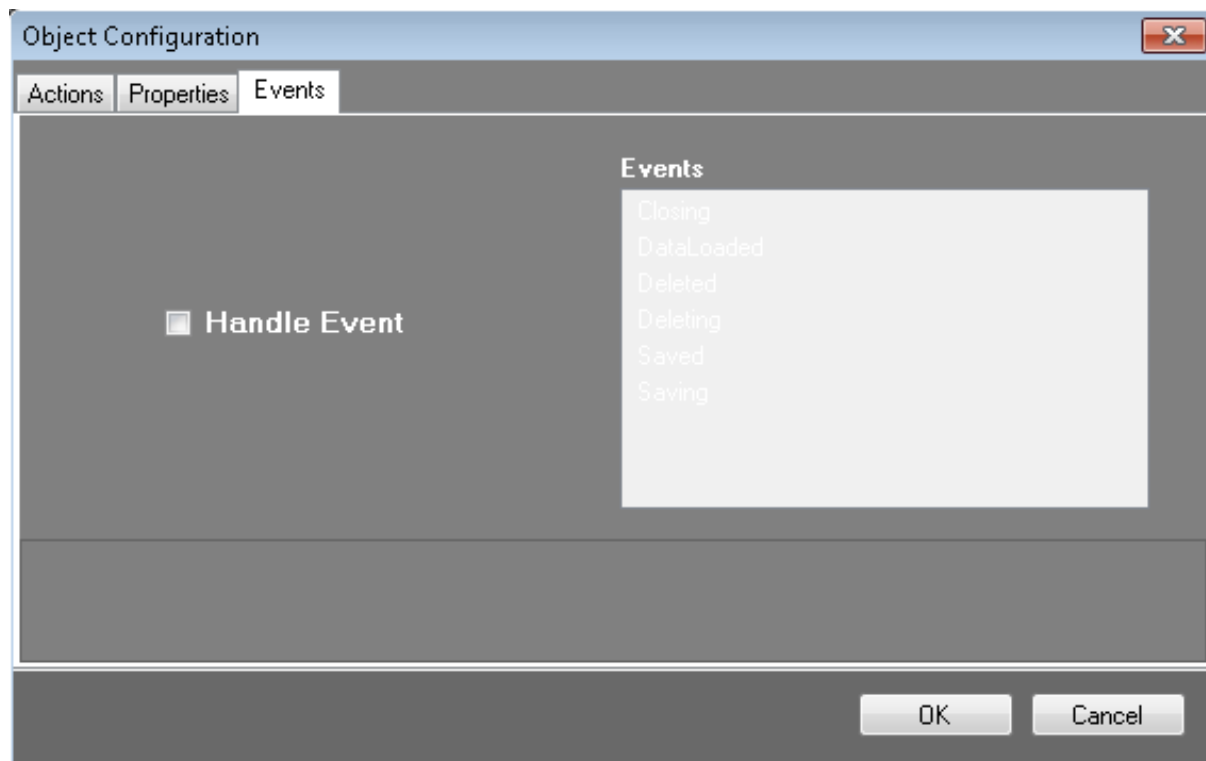 Object Configuration
Actions Properties Events
Events
Closing
DataLoaded
Deleted
Deleting
Saved
Saving
Handle Event
OK Cancel